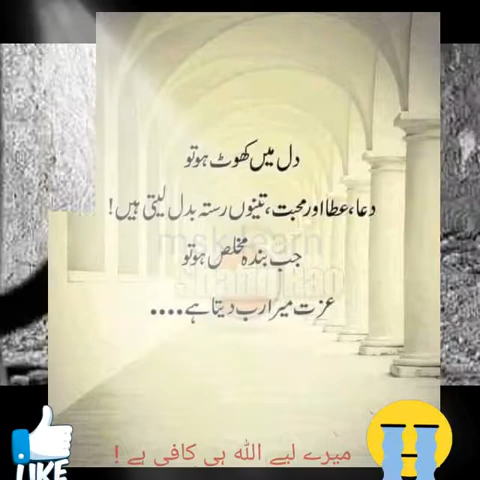 دل میں کھوٹ ہو تو
دعا، عطا اور محبت، تینوں رستہ بدل لیتی ہیں!
جب بندہ مخلص ہو تو
عزت میرا رب دیتا ہے....
میرے لیے اللہ ہی کافی ہے !
LIKE